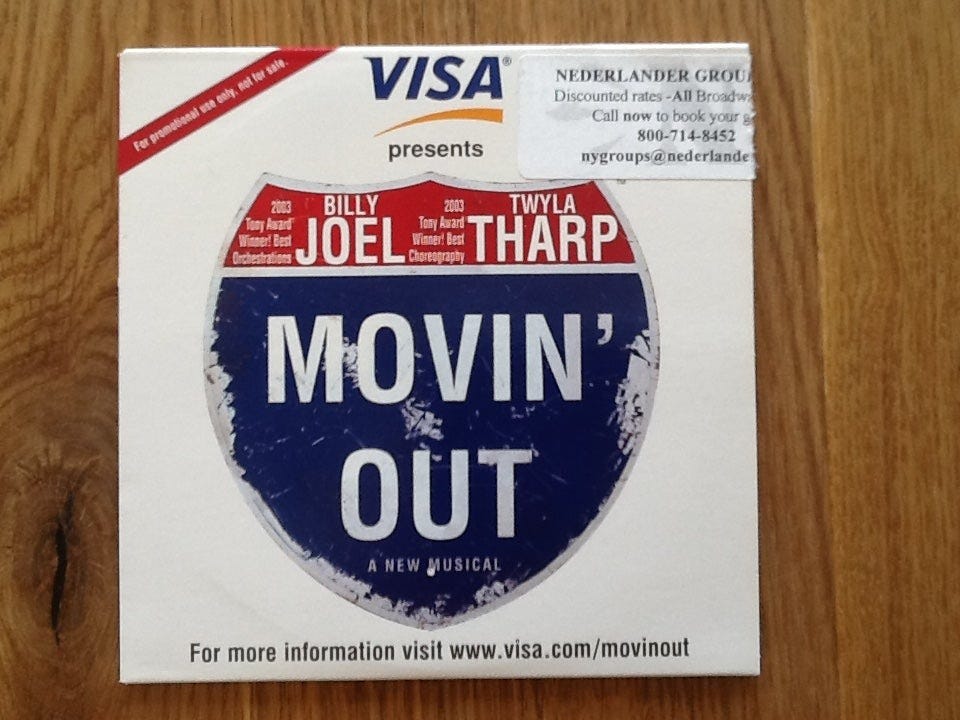 For promotional use only, not for sale.
VISA®
presents
NEDERLANDER GROU
Discounted rates - All Broadw
Call now to book your g
800-714-8452
nygroups@nederlande
2003
Tony Award
Winner! Best
Orchestrations
BILLY
JOEL
2003
Tony Award
Winner! Best
Choreography
TWYLA
THARP
MOVIN'
OUT
A NEW MUSICAL
For more information visit www.visa.com/movinout